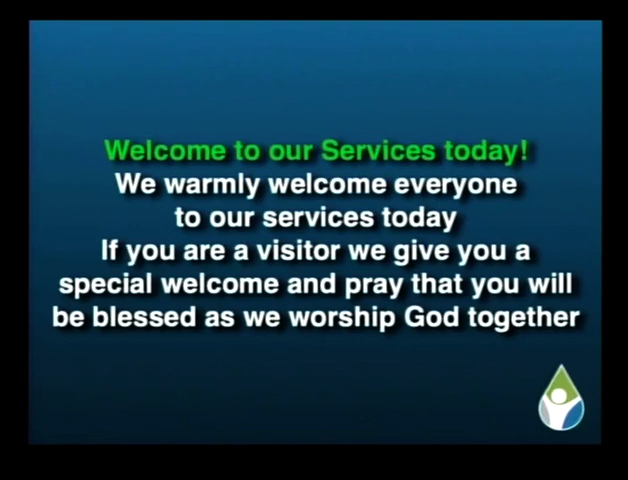 Welcome to our Services today!
We warmly welcome everyone
to our services today
If you are a visitor we give you a
special welcome and pray that you will
be blessed as we worship God together